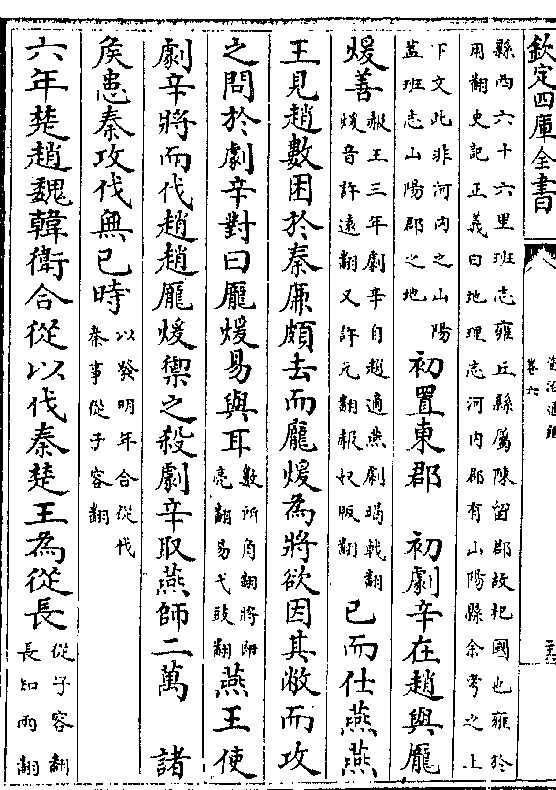 欽定四庫全書
資治通鑑
卷六
縣西六十六里班志雍丘縣屬陳留郡故杞國也雍於
用翻史記正義曰地理志河内郡有山陽縣余考之上
下文此非河内之山陽
蓋班志山陽郡之地
初置東郡　初劇辛在趙與龐
煖善
赧王三年劇辛自趙適燕劇竭戟翻
煖音許遠翻又許元翻赧奴版翻
已而仕燕燕
王見趙數困於秦廉頗去而龐煖為將欲因其敝而攻
之問於劇辛對曰龐煖易與耳
數所角翻將即
亮翻易弋豉翻
燕王使
劇辛將而伐趙趙龐煖禦之殺劇辛取燕師二萬　諸
侯患秦攻伐無已時
以發明年合從伐
秦事從子容翻
六年楚趙魏韓衛合從以伐秦楚王為從長
從子容翻
長知兩翻